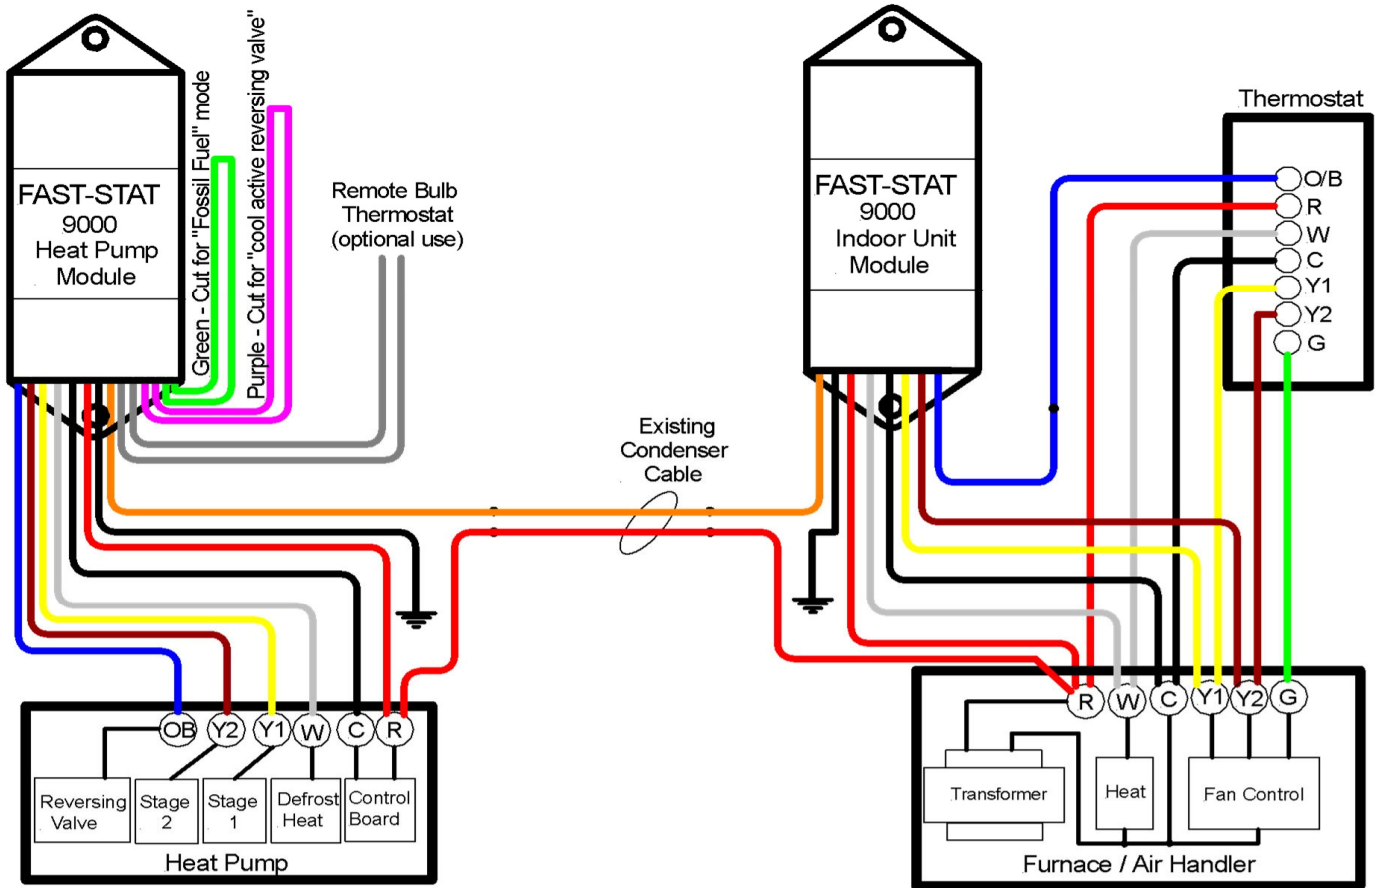 FAST-STAT
9000
Heat Pump
Module
Green - Cut for "Fossil Fuel" mode
Purple - Cut for "cool active reversing valve"
Remote Bulb
Thermostat
(optional use)
Existing
Condenser
Cable
FAST-STAT
9000
Indoor Unit
Module
Thermostat
O/B
R
W
C
Y1
Y2
G
OB
Y2
Y1
W
C
R
Reversing
Valve
Stage
2
Stage
1
Defrost
Heat
Control
Board
Heat Pump
R
W
C
Y1
Y2
G
Transformer
Heat
Fan Control
Furnace / Air Handler